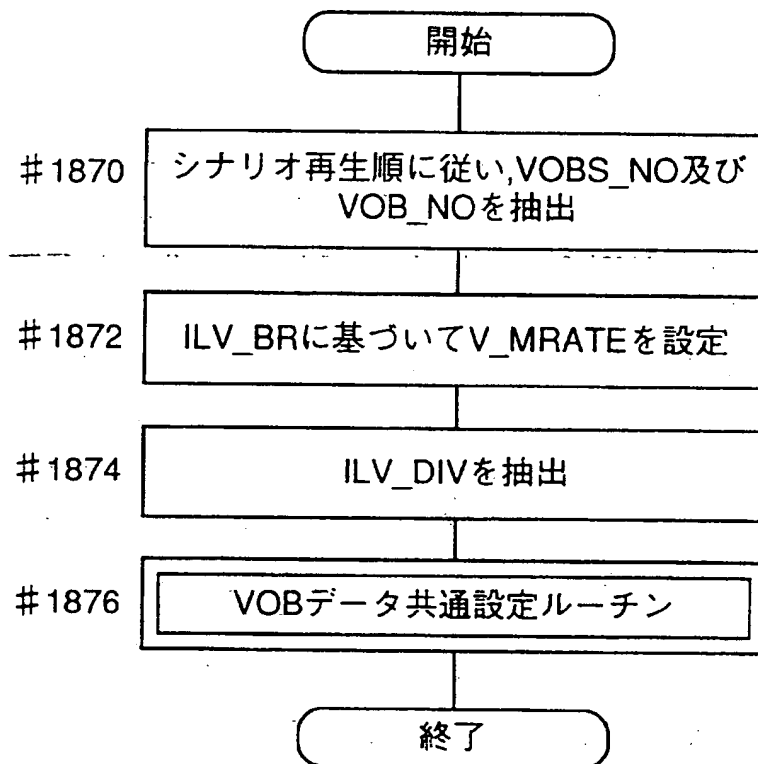 開始
#1870
シナリオ再生順に従い,VOBS_NO及び
VOB_NOを抽出
#1872
ILV_BRに基づいてV_MRATEを設定
#1874
ILV_DIVを抽出
#1876
VOBデータ共通設定ルーチン
終了